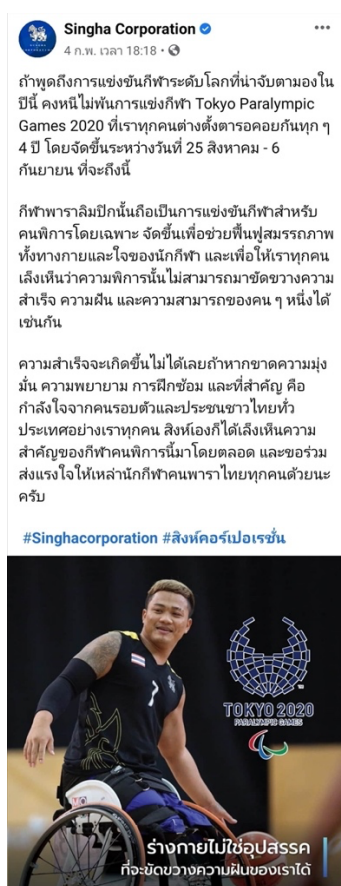 Singha Corporation
4 ก.พ. เวลา 18:18 ·
ถ้าพูดถึงการแข่งขันกีฬาระดับโลกที่น่าจับตามองใน
ปีนี้ คงหนีไม่พ้นการแข่งกีฬา Tokyo Paralympic
Games 2020 ที่เราทุกคนต่างตั้งตารอคอยกันทุก ๆ
4 ปี โดยจัดขึ้นระหว่างวันที่ 25 สิงหาคม - 6
กันยายน ที่จะถึงนี้
กีฬาพาราลิมปิกนั้นถือเป็นการแข่งขันกีฬาสำหรับ
คนพิการโดยเฉพาะ จัดขึ้นเพื่อช่วยฟื้นฟูสมรรถภาพ
ทั้งทางกายและใจของนักกีฬา และเพื่อให้เราทุกคน
เล็งเห็นว่าความพิการนั้นไม่สามารถมาขัดขวางความ
สำเร็จ ความฝัน และความสามารถของคน ๆ หนึ่งได้
เช่นกัน
ความสำเร็จจะเกิดขึ้นไม่ได้เลยถ้าหากขาดความมุ่ง
มั่น ความพยายาม การฝึกซ้อม และที่สำคัญ คือ
กำลังใจจากคนรอบตัวและประชนชาวไทยทั่ว
ประเทศอย่างเราทุกคน สิงห์เองก็ได้เล็งเห็นความ
สำคัญของกีฬาคนพิการนี้มาโดยตลอด และขอร่วม
ส่งแรงใจให้เหล่านักกีฬาคนพาราไทยทุกคนด้วยนะ
ครับ
#Singhacorporation #สิงห์คอร์เปอเรชั่น
TOKYO 2020
PARALYMPIC GAMES
7
ร่างกายไม่ใช่อุปสรรค
ที่จะขัดขวางความฝันของเราได้